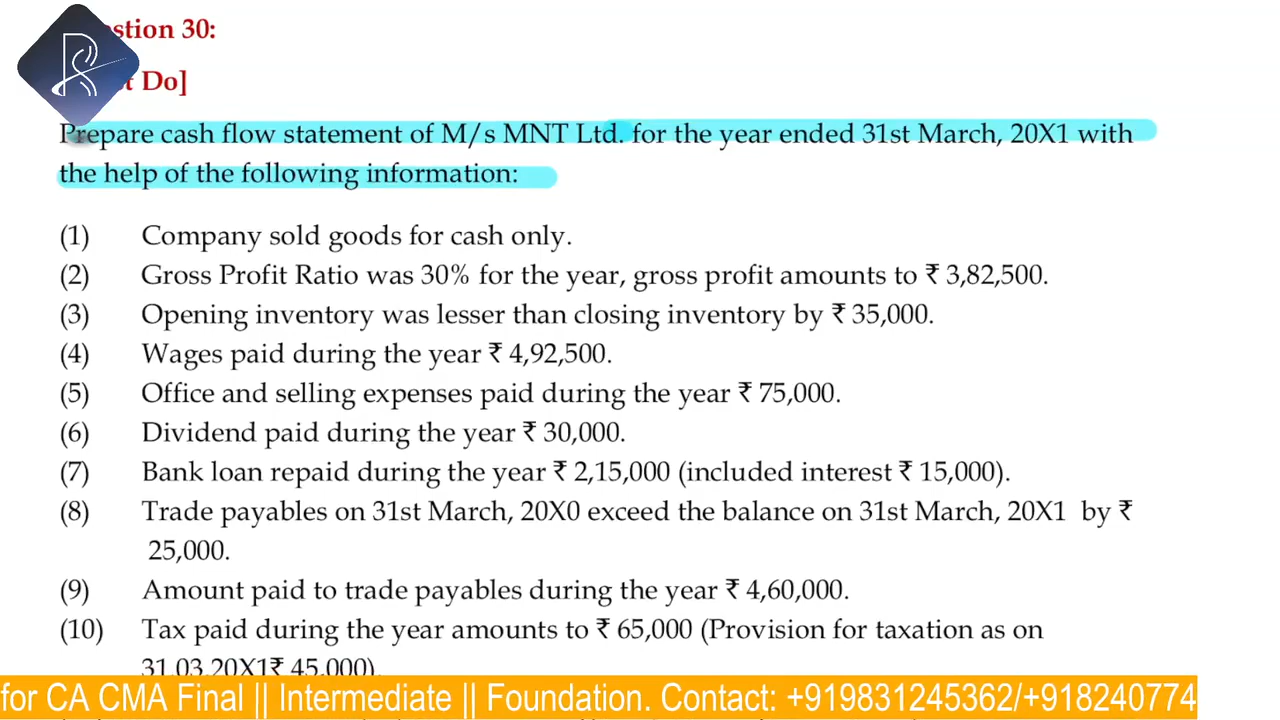 stion 30:
t Do]
Prepare cash flow statement of M/s MNT Ltd. for the year ended 31st March, 20X1 with
the help of the following information:
(1) Company sold goods for cash only.
(2) Gross Profit Ratio was 30% for the year, gross profit amounts to ₹ 3,82,500.
(3) Opening inventory was lesser than closing inventory by ₹ 35,000.
(4) Wages paid during the year ₹ 4,92,500.
(5) Office and selling expenses paid during the year ₹ 75,000.
(6) Dividend paid during the year ₹ 30,000.
(7) Bank loan repaid during the year ₹ 2,15,000 (included interest ₹ 15,000).
(8) Trade payables on 31st March, 20X0 exceed the balance on 31st March, 20X1 by ₹
25,000.
(9) Amount paid to trade payables during the year ₹ 4,60,000.
(10) Tax paid during the year amounts to ₹ 65,000 (Provision for taxation as on
31.03.20X1₹ 45,000).
for CA CMA Final || Intermediate || Foundation. Contact: +919831245362/+918240774